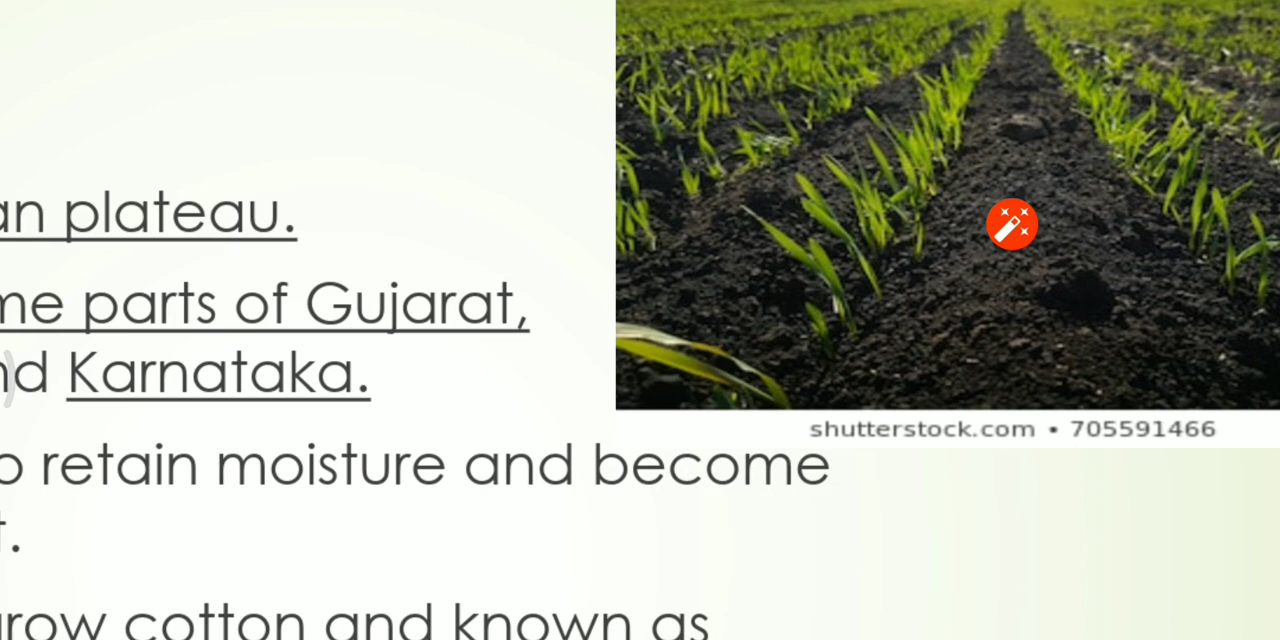 an plateau.
me parts of Gujarat,
nd Karnataka.
shutterstock.com • 705591466
o retain moisture and become
t.
grow cotton and known as